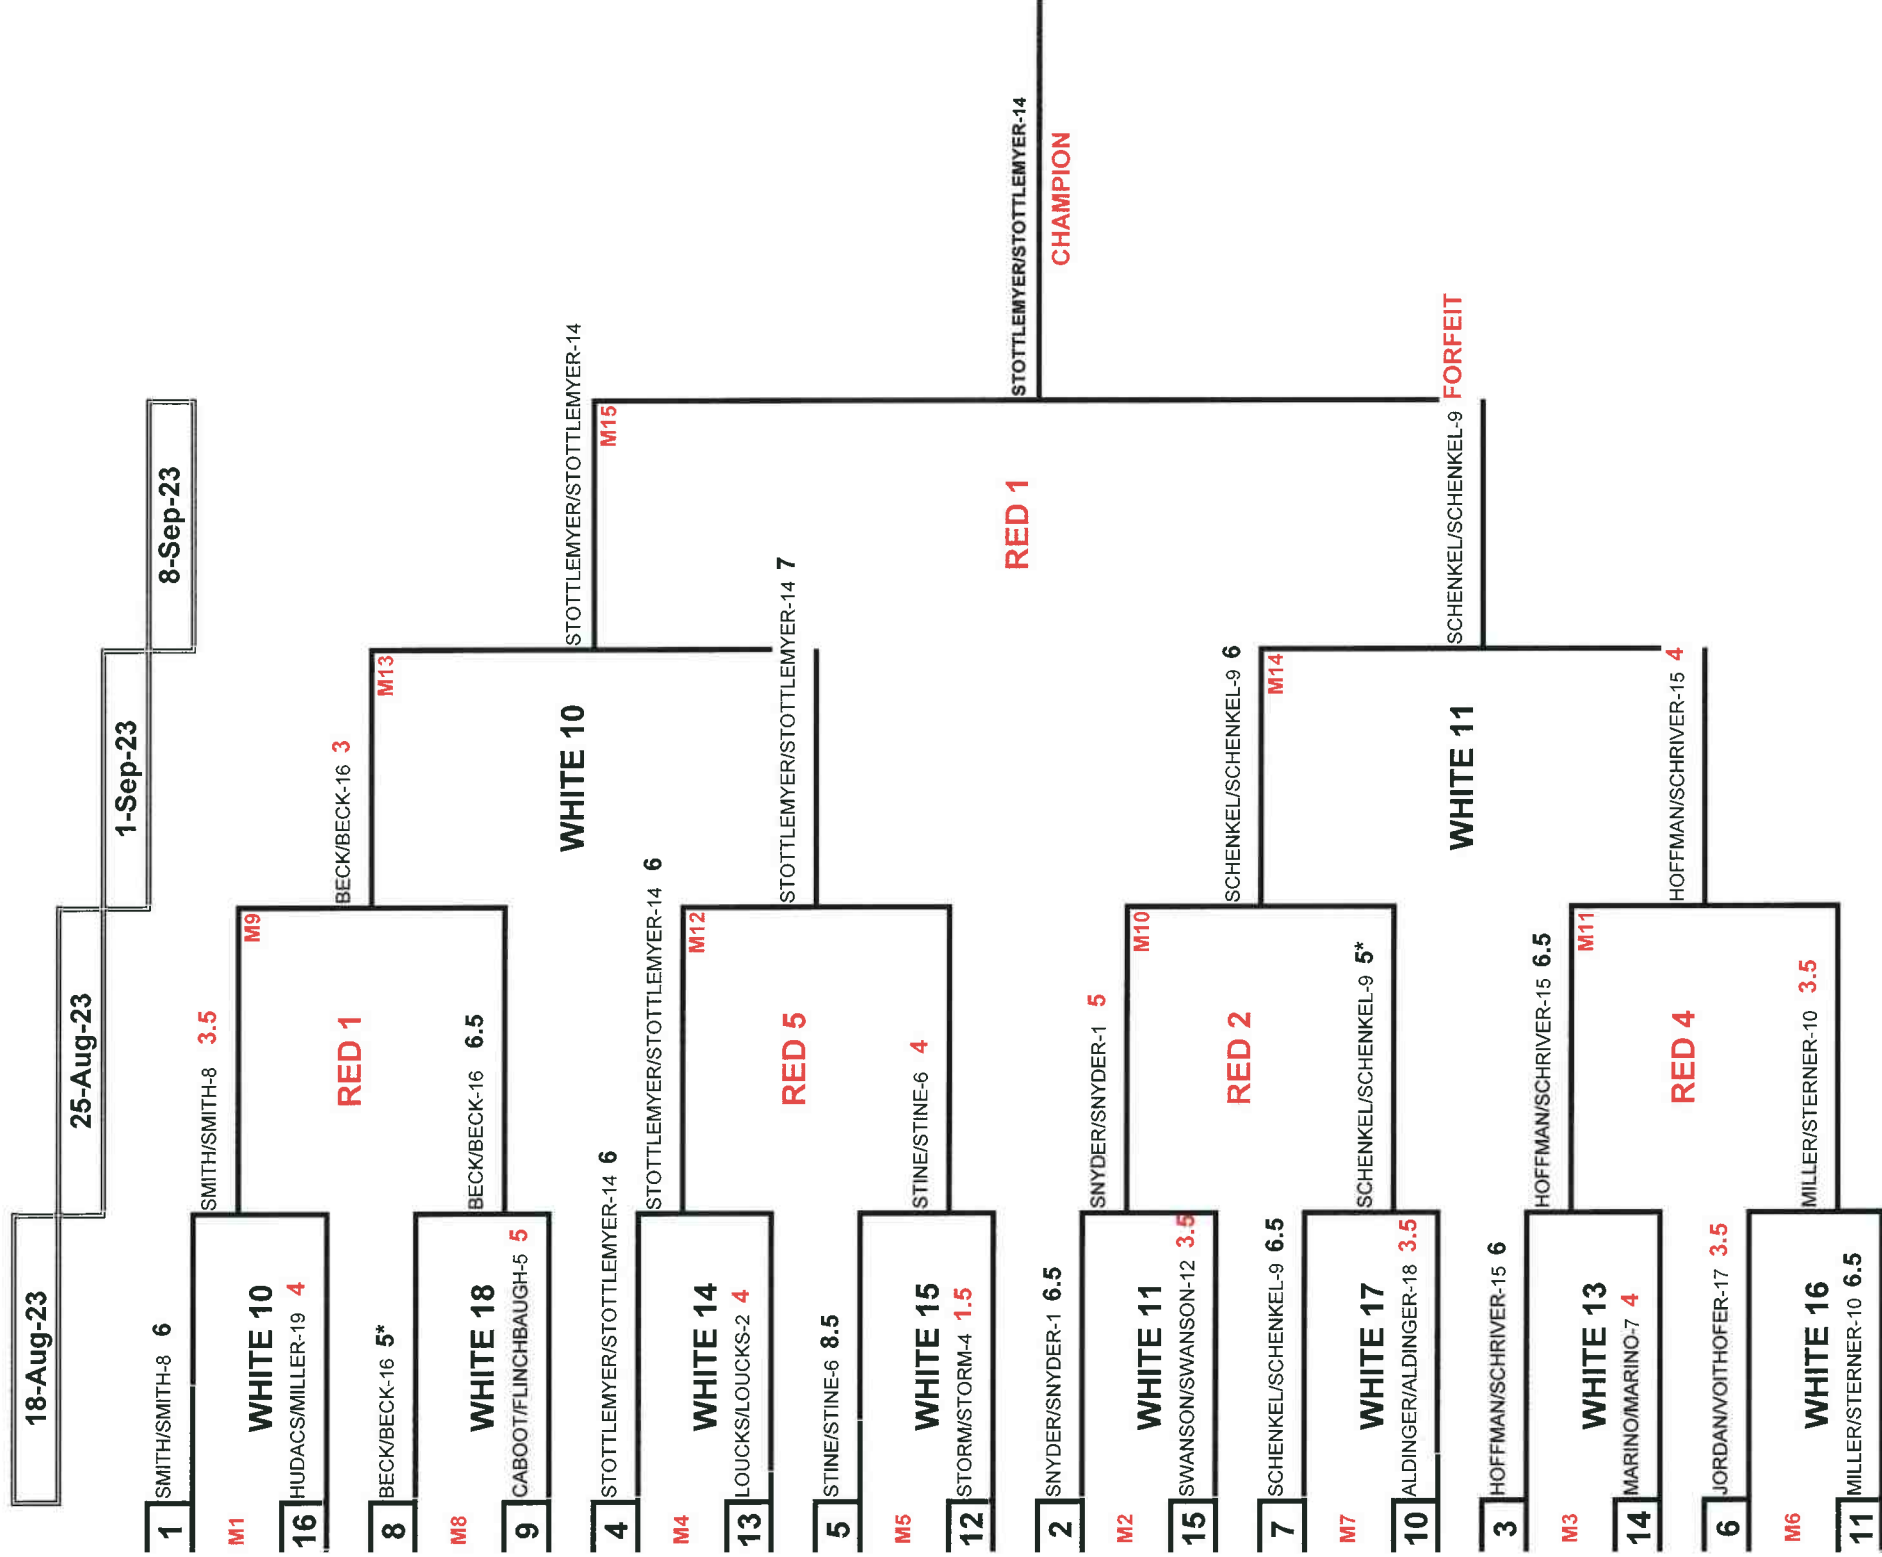 18-Aug-23
25-Aug-23
1-Sep-23
8-Sep-23
1 SMITH/SMITH-8 6
M1
WHITE 10
16 HUDACS/MILLER-19 4
8 BECK/BECK-16 5*
M8
WHITE 18
9 CABOOT/FLINCHBAUGH-5 5
4 STOTTLEMYER/STOTTLEMYER-14 6
M4
WHITE 14
13 LOUCKS/LOUCKS-2 4
5 STINE/STINE-6 8.5
M5
WHITE 15
12 STORM/STORM-4 1.5
2 SNYDER/SNYDER-1 6.5
M2
WHITE 11
15 SWANSON/SWANSON-12 3.5
7 SCHENKEL/SCHENKEL-9 6.5
M7
WHITE 17
10 ALDINGER/ALDINGER-18 3.5
3 HOFFMAN/SCHRIVER-15 6
M3
WHITE 13
14 MARINO/MARINO-7 4
6 JORDAN/VOITHOFER-17 3.5
M6
WHITE 16
11 MILLER/STERNER-10 6.5
SMITH/SMITH-8 3.5
M9
RED 1
BECK/BECK-16 6.5
STOTTLEMYER/STOTTLEMYER-14 6
M12
RED 5
STINE/STINE-6 4
SNYDER/SNYDER-1 5
M10
RED 2
SCHENKEL/SCHENKEL-9 5*
HOFFMAN/SCHRIVER-15 6.5
M11
RED 4
MILLER/STERNER-10 3.5
BECK/BECK-16 3
M13
WHITE 10
STOTTLEMYER/STOTTLEMYER-14 7
SCHENKEL/SCHENKEL-9 6
M14
WHITE 11
HOFFMAN/SCHRIVER-15 4
STOTTLEMYER/STOTTLEMYER-14
M15
RED 1
SCHENKEL/SCHENKEL-9 FORFEIT
STOTTLEMYER/STOTTLEMYER-14
CHAMPION